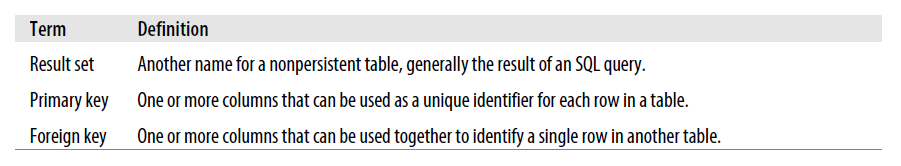 Term Definition
Result set Another name for a nonpersistent table, generally the result of an SQL query.
Primary key One or more columns that can be used as a unique identifier for each row in a table.
Foreign key One or more columns that can be used together to identify a single row in another table.